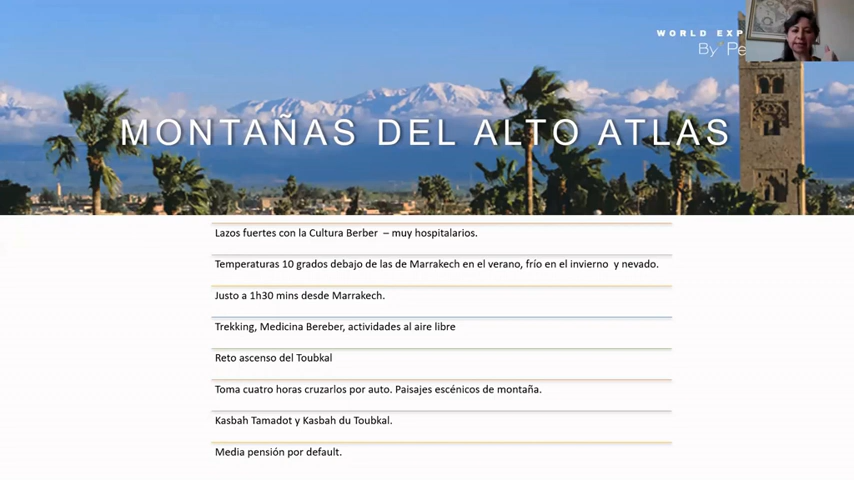 WORLD EXP
By Pe
MONTAÑAS DEL ALTO ATLAS
Lazos fuertes con la Cultura Berber – muy hospitalarios.
Temperaturas 10 grados debajo de las de Marrakech en el verano, frío en el invierno y nevado.
Justo a 1h30 mins desde Marrakech.
Trekking, Medicina Bereber, actividades al aire libre
Reto ascenso del Toubkal
Toma cuatro horas cruzarlos por auto. Paisajes escénicos de montaña.
Kasbah Tamadot y Kasbah du Toubkal.
Media pensión por default.